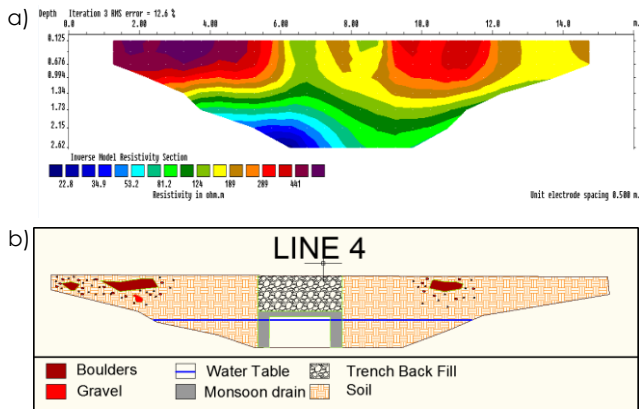 a)
Depth Iteration 3 RMS error = 12.6 %
0.0 2.00 4.00 6.00 8.00 10.0 12.0 14.0 m.
0.125
0.676
0.994
1.34
1.73
2.15
2.62
Inverse Model Resistivity Section
22.8 34.9 53.2 81.2 124 189 289 441
Resistivity in ohm.m
Unit electrode spacing 0.500 m.
b)
LINE 4
Boulders Water Table Trench Back Fill
Gravel Monsoon drain Soil